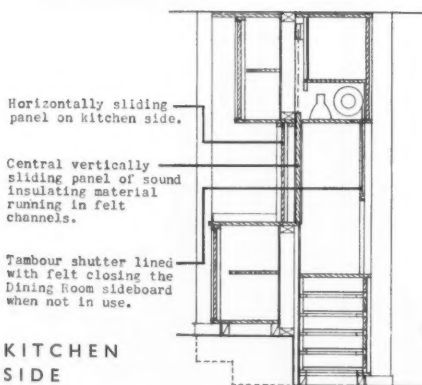 Horizontally sliding
panel on kitchen side.
Central vertically
sliding panel of sound
insulating material
running in felt
channels.
Tambour shutter lined
with felt closing the
Dining Room sideboard
when not in use.
KITCHEN
SIDE